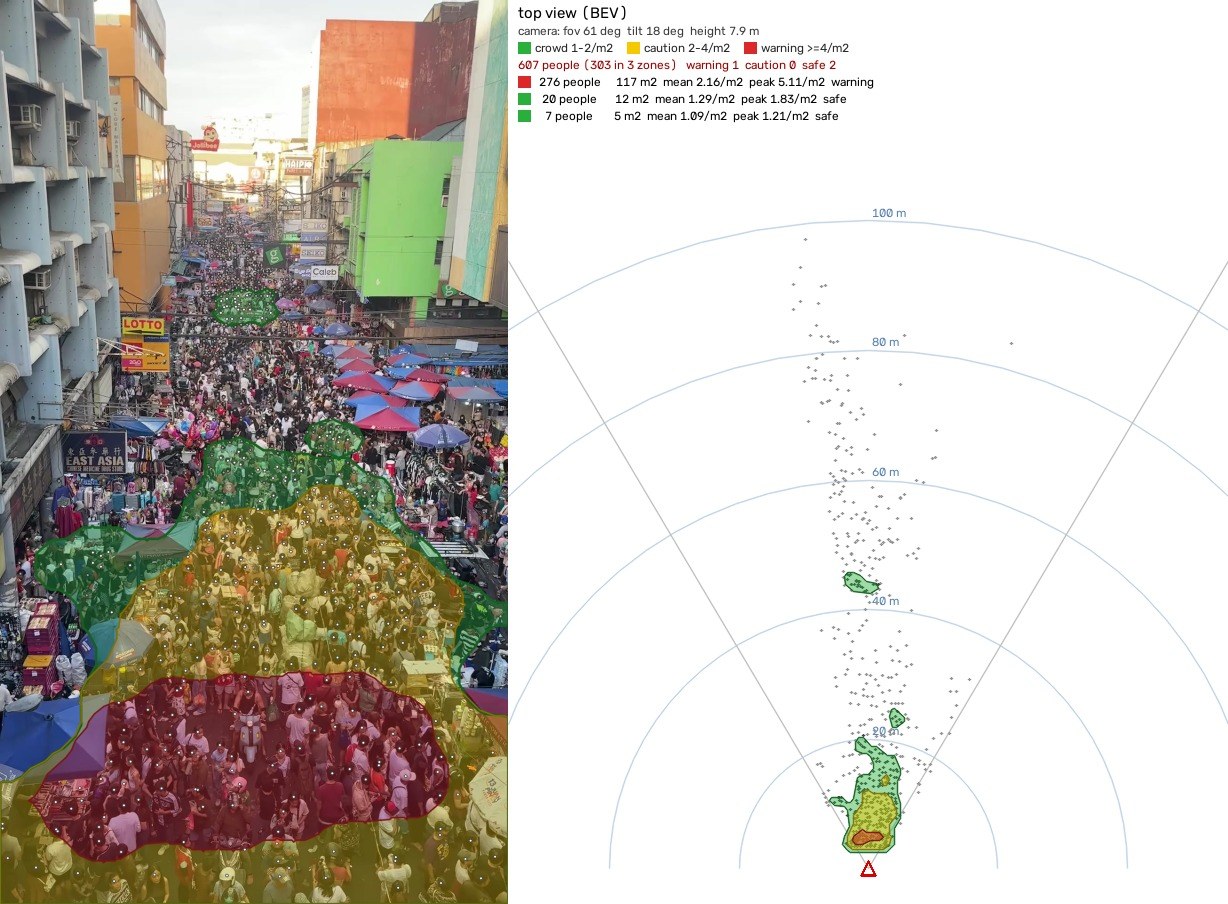 top view (BEV)
camera: fov 61 deg tilt 18 deg height 7.9 m
crowd 1-2/m2 caution 2-4/m2 warning >=4/m2
607 people (303 in 3 zones) warning 1 caution 0 safe 2
276 people 117 m2 mean 2.16/m2 peak 5.11/m2 warning
20 people 12 m2 mean 1.29/m2 peak 1.83/m2 safe
7 people 5 m2 mean 1.09/m2 peak 1.21/m2 safe
100 m
80 m
60 m
40 m
20 m
Jollibee
g
Caleb
LOTTO
EAST ASIA